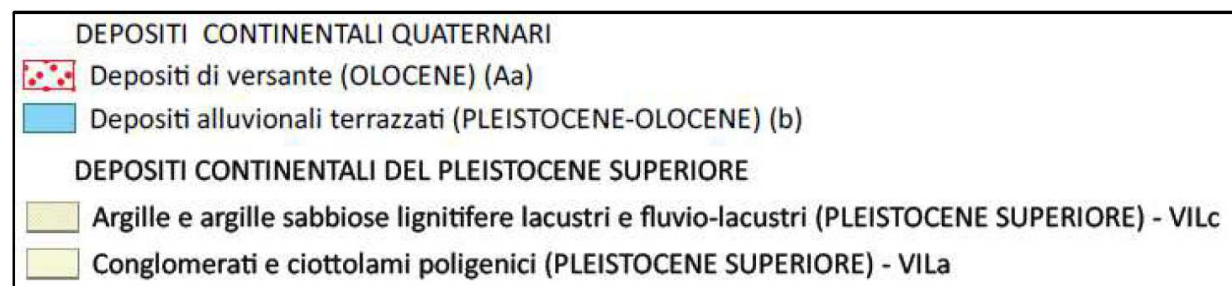 DEPOSITI CONTINENTALI QUATERNARI
Depositi di versante (OLOCENE) (Aa)
Depositi alluvionali terrazzati (PLEISTOCENE-OLOCENE) (b)
DEPOSITI CONTINENTALI DEL PLEISTOCENE SUPERIORE
Argille e argille sabbiose lignitifere lacustri e fluvio-lacustri (PLEISTOCENE SUPERIORE) - VILc
Conglomerati e ciottolami poligenici (PLEISTOCENE SUPERIORE) - VILa